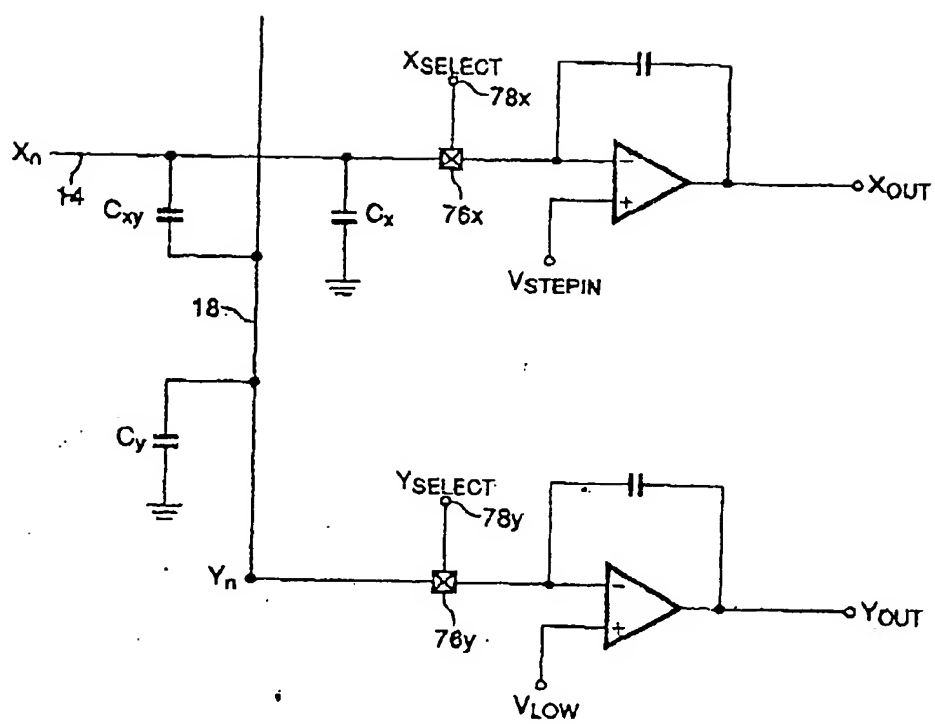 XSELECT
78x
Xn
14
Cxy
Cx
76x
XOUT
VSTEPIN
18
Cy
YSELECT
78y
Yn
76y
YOUT
VLOW